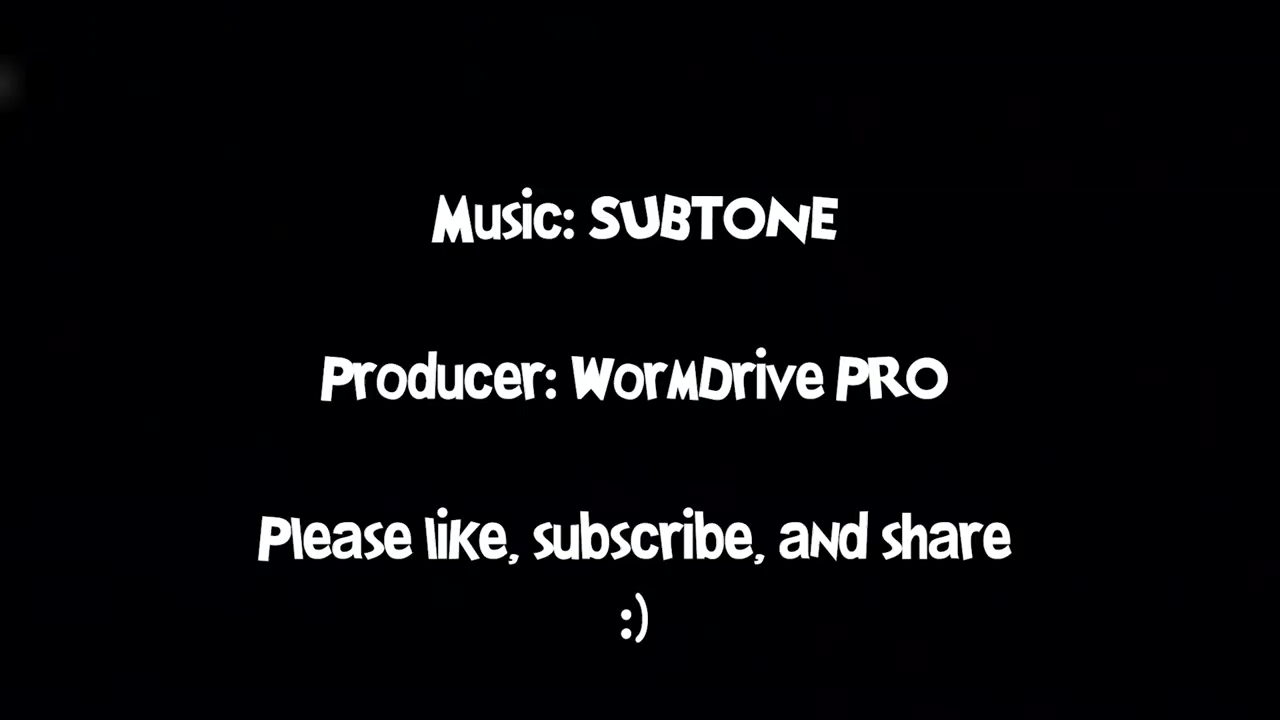 Music: SUBTONE
Producer: WormDrive PRO
Please like, subscribe, and share
:)